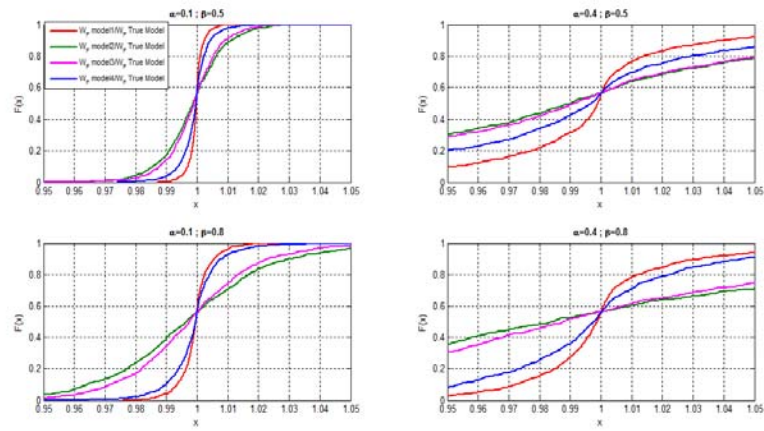 α=0.1 ; β=0.5
W_p model1/W_p True Model
W_p model2/W_p True Model
W_p model3/W_p True Model
W_p model4/W_p True Model
F(x)
1
0.8
0.6
0.4
0.2
0
0.95 0.96 0.97 0.98 0.99 1 1.01 1.02 1.03 1.04 1.05
x
α=0.4 ; β=0.5
F(x)
1
0.8
0.6
0.4
0.2
0
0.95 0.96 0.97 0.98 0.99 1 1.01 1.02 1.03 1.04 1.05
x
α=0.1 ; β=0.8
F(x)
1
0.8
0.6
0.4
0.2
0
0.95 0.96 0.97 0.98 0.99 1 1.01 1.02 1.03 1.04 1.05
x
α=0.4 ; β=0.8
F(x)
1
0.8
0.6
0.4
0.2
0
0.95 0.96 0.97 0.98 0.99 1 1.01 1.02 1.03 1.04 1.05
x